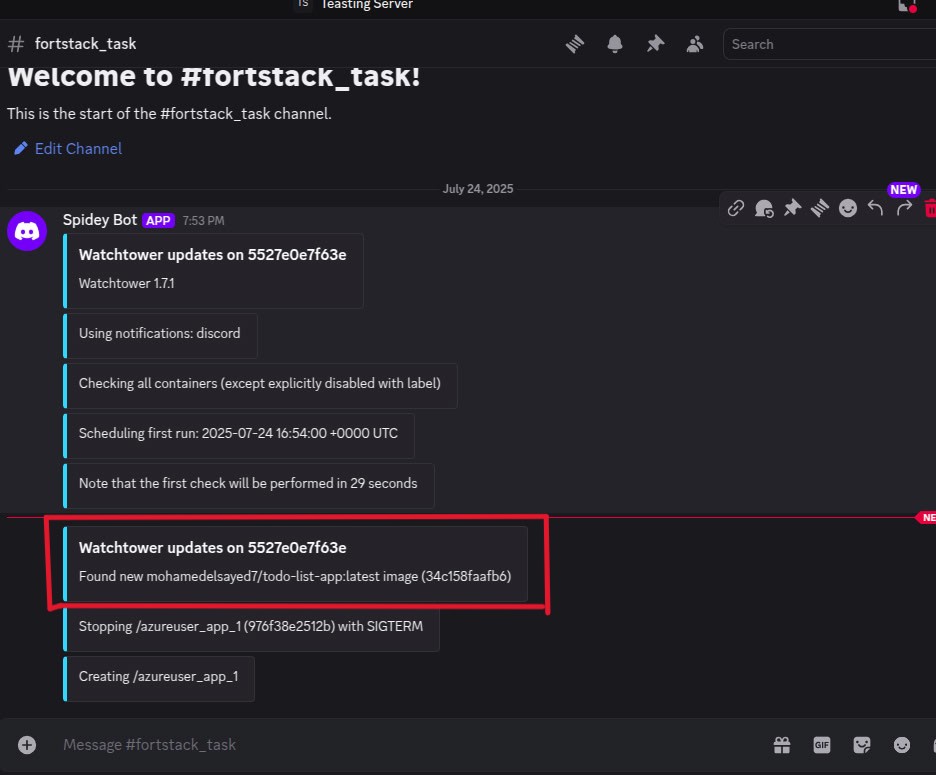 TS Teasting Server
# fortstack_task
Search
Welcome to #fortstack_task!
This is the start of the #fortstack_task channel.
Edit Channel
July 24, 2025
NEW
Spidey Bot APP 7:53 PM
Watchtower updates on 5527e0e7f63e
Watchtower 1.7.1
Using notifications: discord
Checking all containers (except explicitly disabled with label)
Scheduling first run: 2025-07-24 16:54:00 +0000 UTC
Note that the first check will be performed in 29 seconds
NE
Watchtower updates on 5527e0e7f63e
Found new mohamedelsayed7/todo-list-app:latest image (34c158faafb6)
Stopping /azureuser_app_1 (976f38e2512b) with SIGTERM
Creating /azureuser_app_1
Message #fortstack_task
GIF